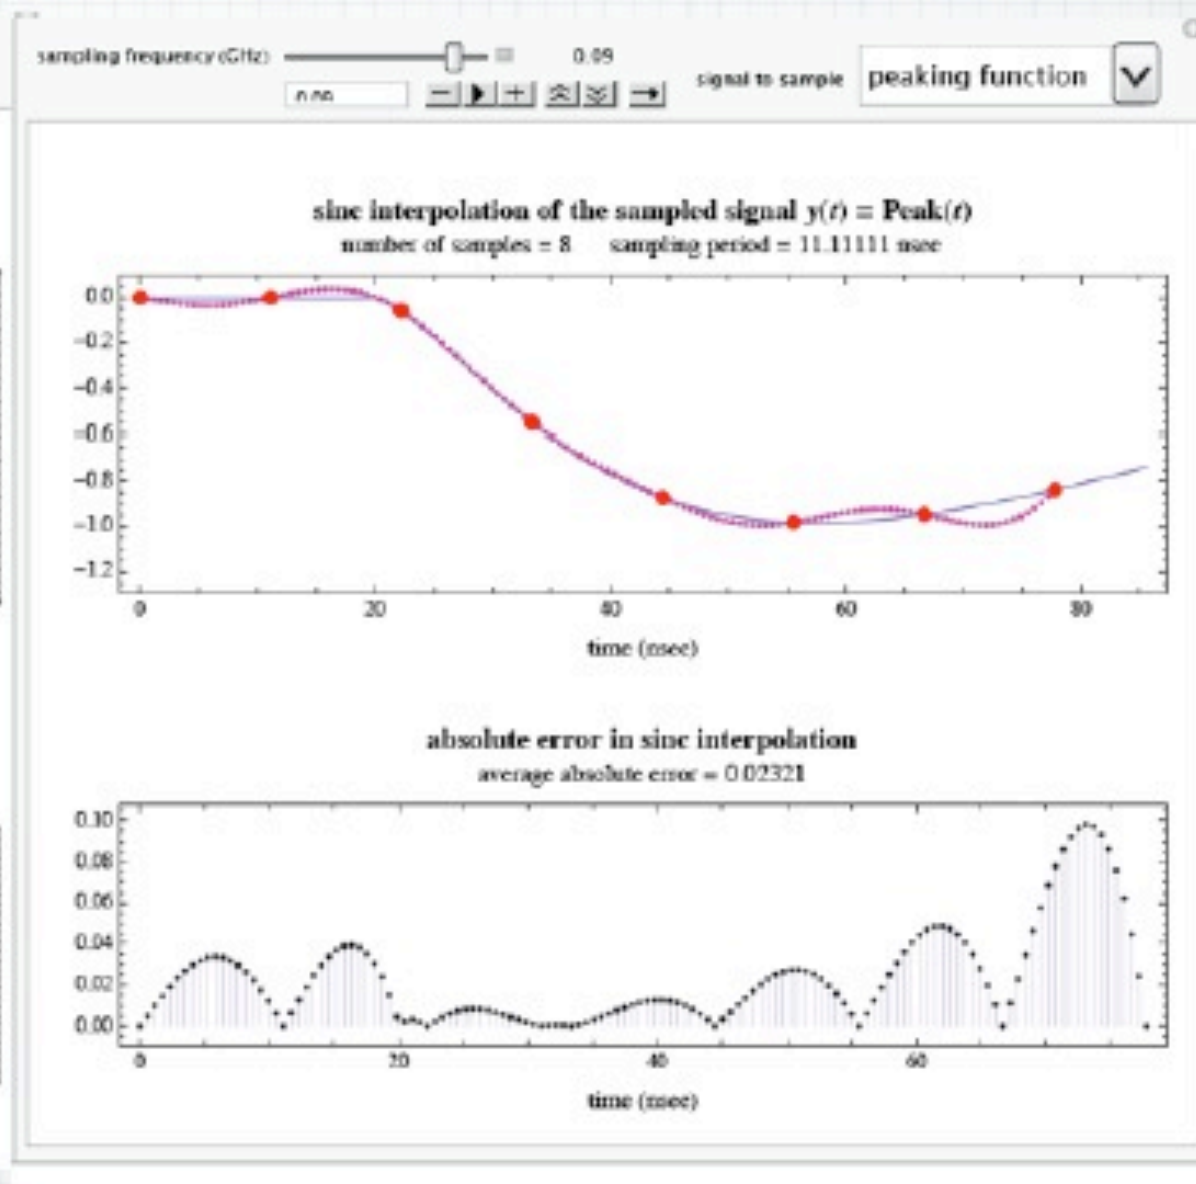 sampling frequency (GHz) 0.09
0.09
signal to sample peaking function
sinc interpolation of the sampled signal y(t) = Peak(t)
number of samples = 8 sampling period = 11.11111 nsec
0.0
-0.2
-0.4
-0.6
-0.8
-1.0
-1.2
0 20 40 60 80
time (nsec)
absolute error in sinc interpolation
average absolute error = 0.02321
0.10
0.08
0.06
0.04
0.02
0.00
0 20 40 60
time (nsec)